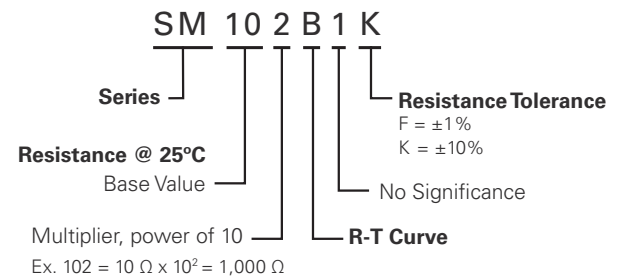 SM 10 2 B 1 K
Series
Resistance Tolerance
F = ±1%
K = ±10%
Resistance @ 25ºC
Base Value
No Significance
Multiplier, power of 10
R-T Curve
Ex. 102 = 10 Ω x 10² = 1,000 Ω